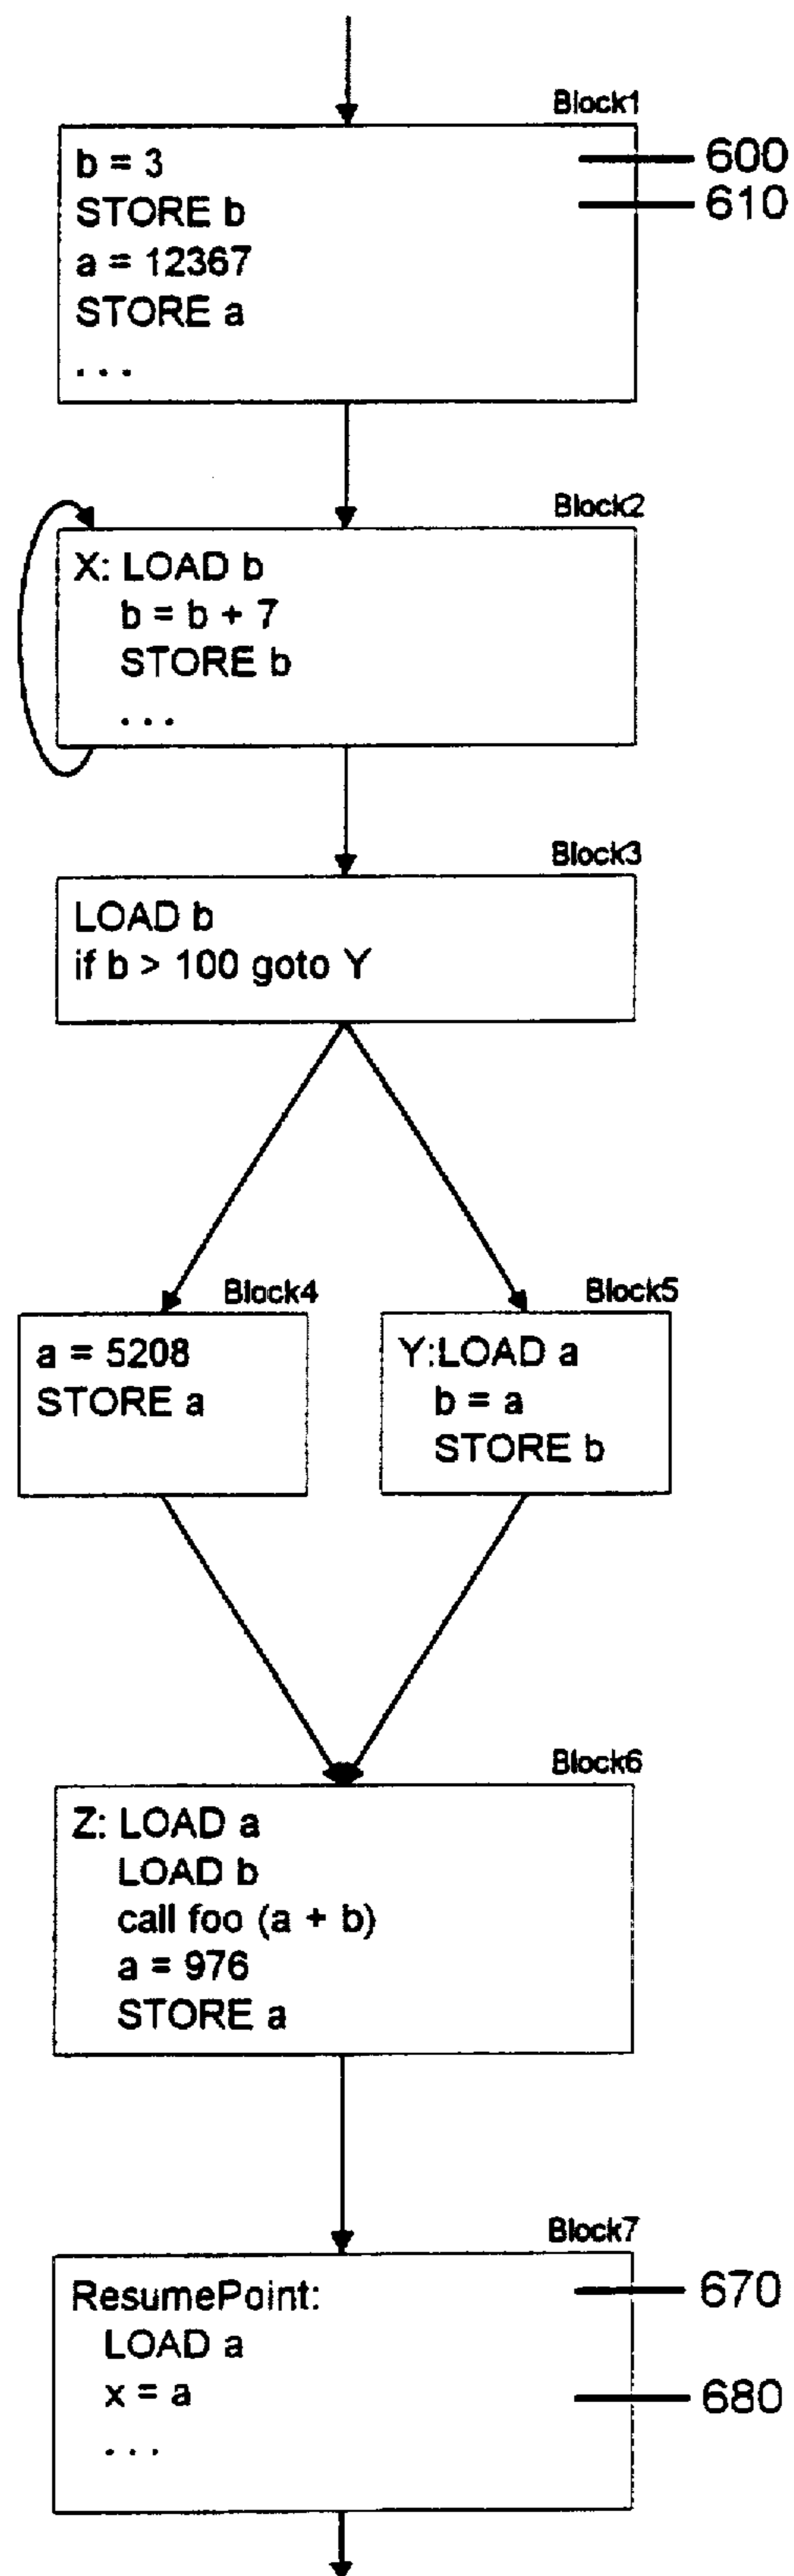 Block1
b = 3
600
STORE b
610
a = 12367
STORE a
...
Block2
X: LOAD b
b = b + 7
STORE b
...
Block3
LOAD b
if b > 100 goto Y
Block4
a = 5208
STORE a
Block5
Y:LOAD a
b = a
STORE b
Block6
Z: LOAD a
LOAD b
call foo (a + b)
a = 976
STORE a
Block7
ResumePoint:
670
LOAD a
x = a
680
...